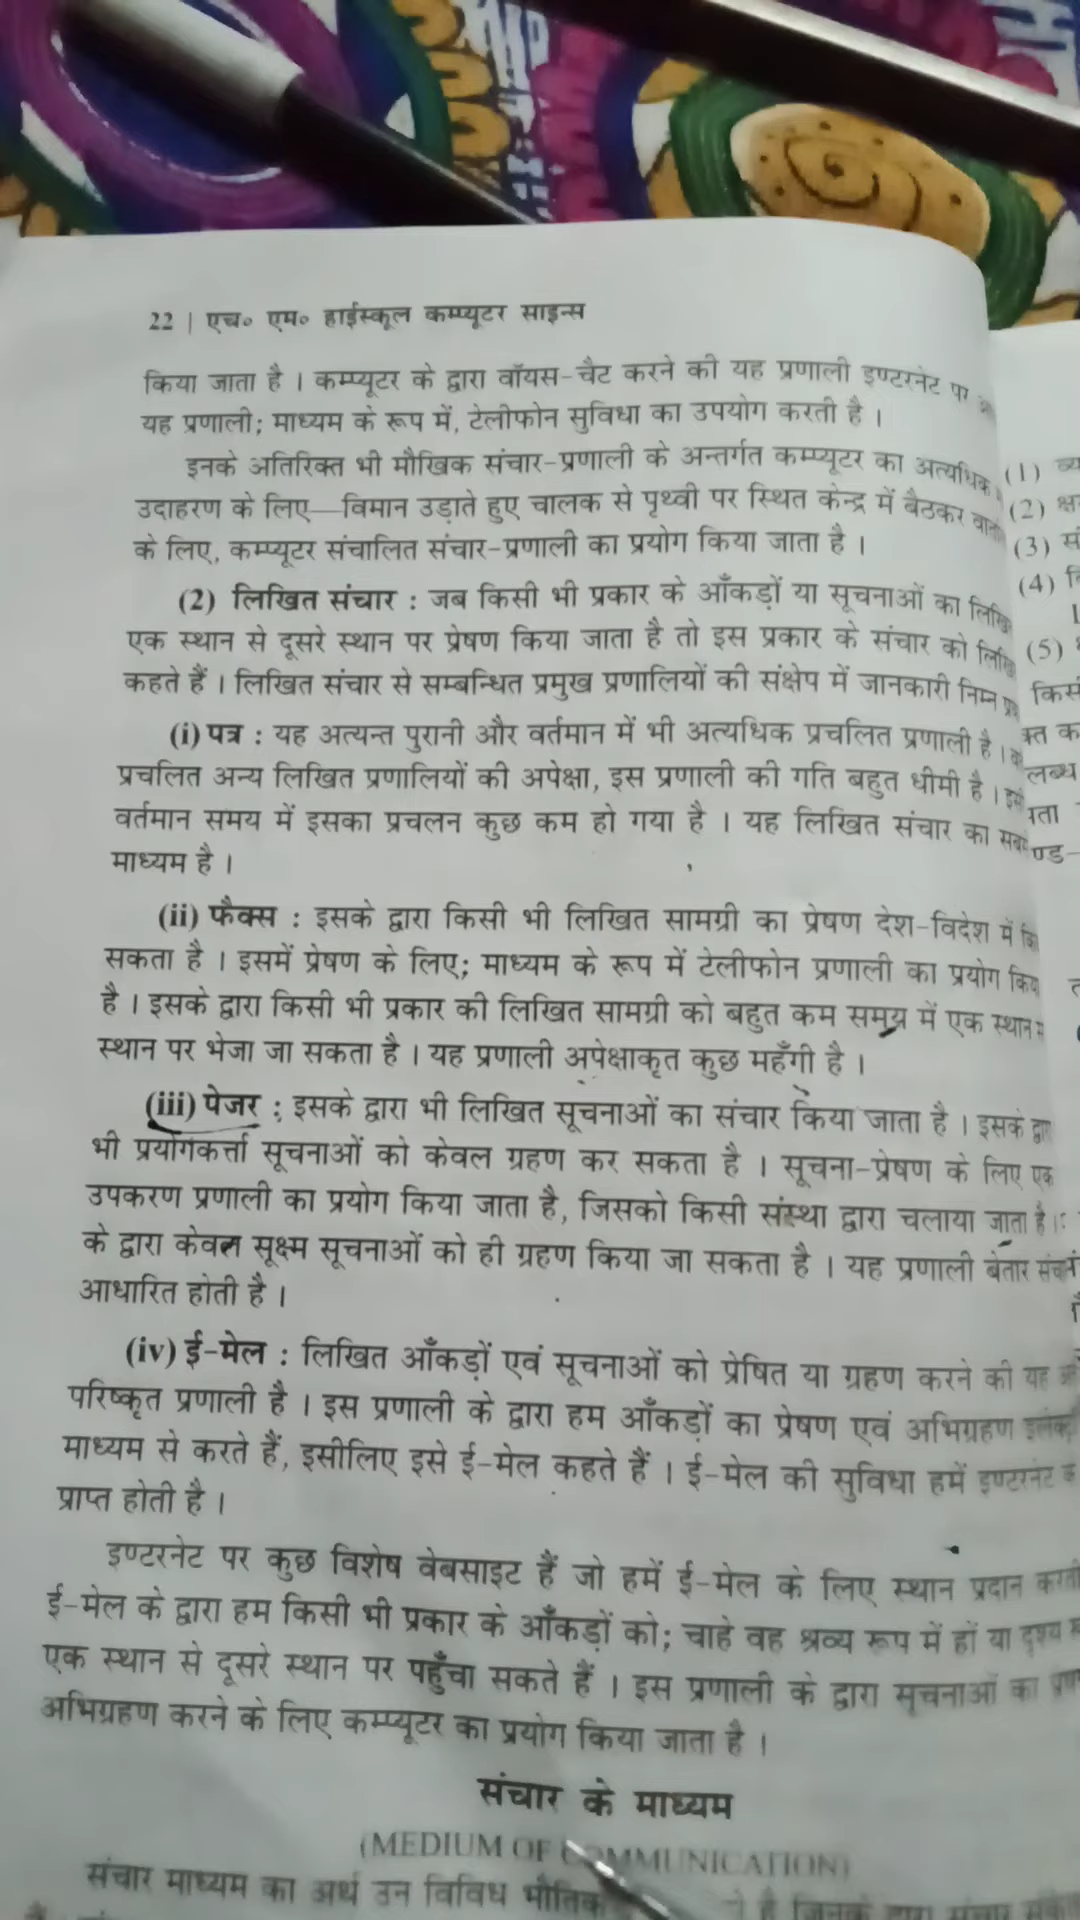 22 | एच० एम० हाईस्कूल कम्प्यूटर साइन्स
किया जाता है । कम्प्यूटर के द्वारा वॉयस-चैट करने की यह प्रणाली इण्टरनेट पर
यह प्रणाली; माध्यम के रूप में, टेलीफोन सुविधा का उपयोग करती है ।
इनके अतिरिक्त भी मौखिक संचार-प्रणाली के अन्तर्गत कम्प्यूटर का अत्यधिक
उदाहरण के लिए—विमान उड़ाते हुए चालक से पृथ्वी पर स्थित केन्द्र में बैठकर
के लिए, कम्प्यूटर संचालित संचार-प्रणाली का प्रयोग किया जाता है ।
(2) लिखित संचार : जब किसी भी प्रकार के आँकड़ों या सूचनाओं का
एक स्थान से दूसरे स्थान पर प्रेषण किया जाता है तो इस प्रकार के संचार को
कहते हैं । लिखित संचार से सम्बन्धित प्रमुख प्रणालियों की संक्षेप में जानकारी निम्न
(i) पत्र : यह अत्यन्त पुरानी और वर्तमान में भी अत्यधिक प्रचलित प्रणाली है ।
प्रचलित अन्य लिखित प्रणालियों की अपेक्षा, इस प्रणाली की गति बहुत धीमी है ।
वर्तमान समय में इसका प्रचलन कुछ कम हो गया है । यह लिखित संचार का
माध्यम है ।
(ii) फैक्स : इसके द्वारा किसी भी लिखित सामग्री का प्रेषण देश-विदेश में
सकता है । इसमें प्रेषण के लिए; माध्यम के रूप में टेलीफोन प्रणाली का प्रयोग
है । इसके द्वारा किसी भी प्रकार की लिखित सामग्री को बहुत कम समय में एक स्थान
स्थान पर भेजा जा सकता है । यह प्रणाली अपेक्षाकृत कुछ महँगी है ।
(iii) पेजर : इसके द्वारा भी लिखित सूचनाओं का संचार किया जाता है । इसके
भी प्रयोगकर्त्ता सूचनाओं को केवल ग्रहण कर सकता है । सूचना-प्रेषण के लिए एक
उपकरण प्रणाली का प्रयोग किया जाता है, जिसको किसी संस्था द्वारा चलाया जाता है ।
के द्वारा केवल सूक्ष्म सूचनाओं को ही ग्रहण किया जा सकता है । यह प्रणाली बेतार
आधारित होती है ।
(iv) ई-मेल : लिखित आँकड़ों एवं सूचनाओं को प्रेषित या ग्रहण करने की यह
परिष्कृत प्रणाली है । इस प्रणाली के द्वारा हम आँकड़ों का प्रेषण एवं अभिग्रहण
माध्यम से करते हैं, इसीलिए इसे ई-मेल कहते हैं । ई-मेल की सुविधा हमें इण्टरनेट
प्राप्त होती है ।
इण्टरनेट पर कुछ विशेष वेबसाइट हैं जो हमें ई-मेल के लिए स्थान प्रदान
ई-मेल के द्वारा हम किसी भी प्रकार के आँकड़ों को; चाहे वह श्रव्य रूप में हों या दृश्य
एक स्थान से दूसरे स्थान पर पहुँचा सकते हैं । इस प्रणाली के द्वारा सूचनाओं का
अभिग्रहण करने के लिए कम्प्यूटर का प्रयोग किया जाता है ।
संचार के माध्यम
(MEDIUM OF COMMUNICATION)
संचार माध्यम का अर्थ उन विविध
(1)
(2)
(3)
(4)
(5)